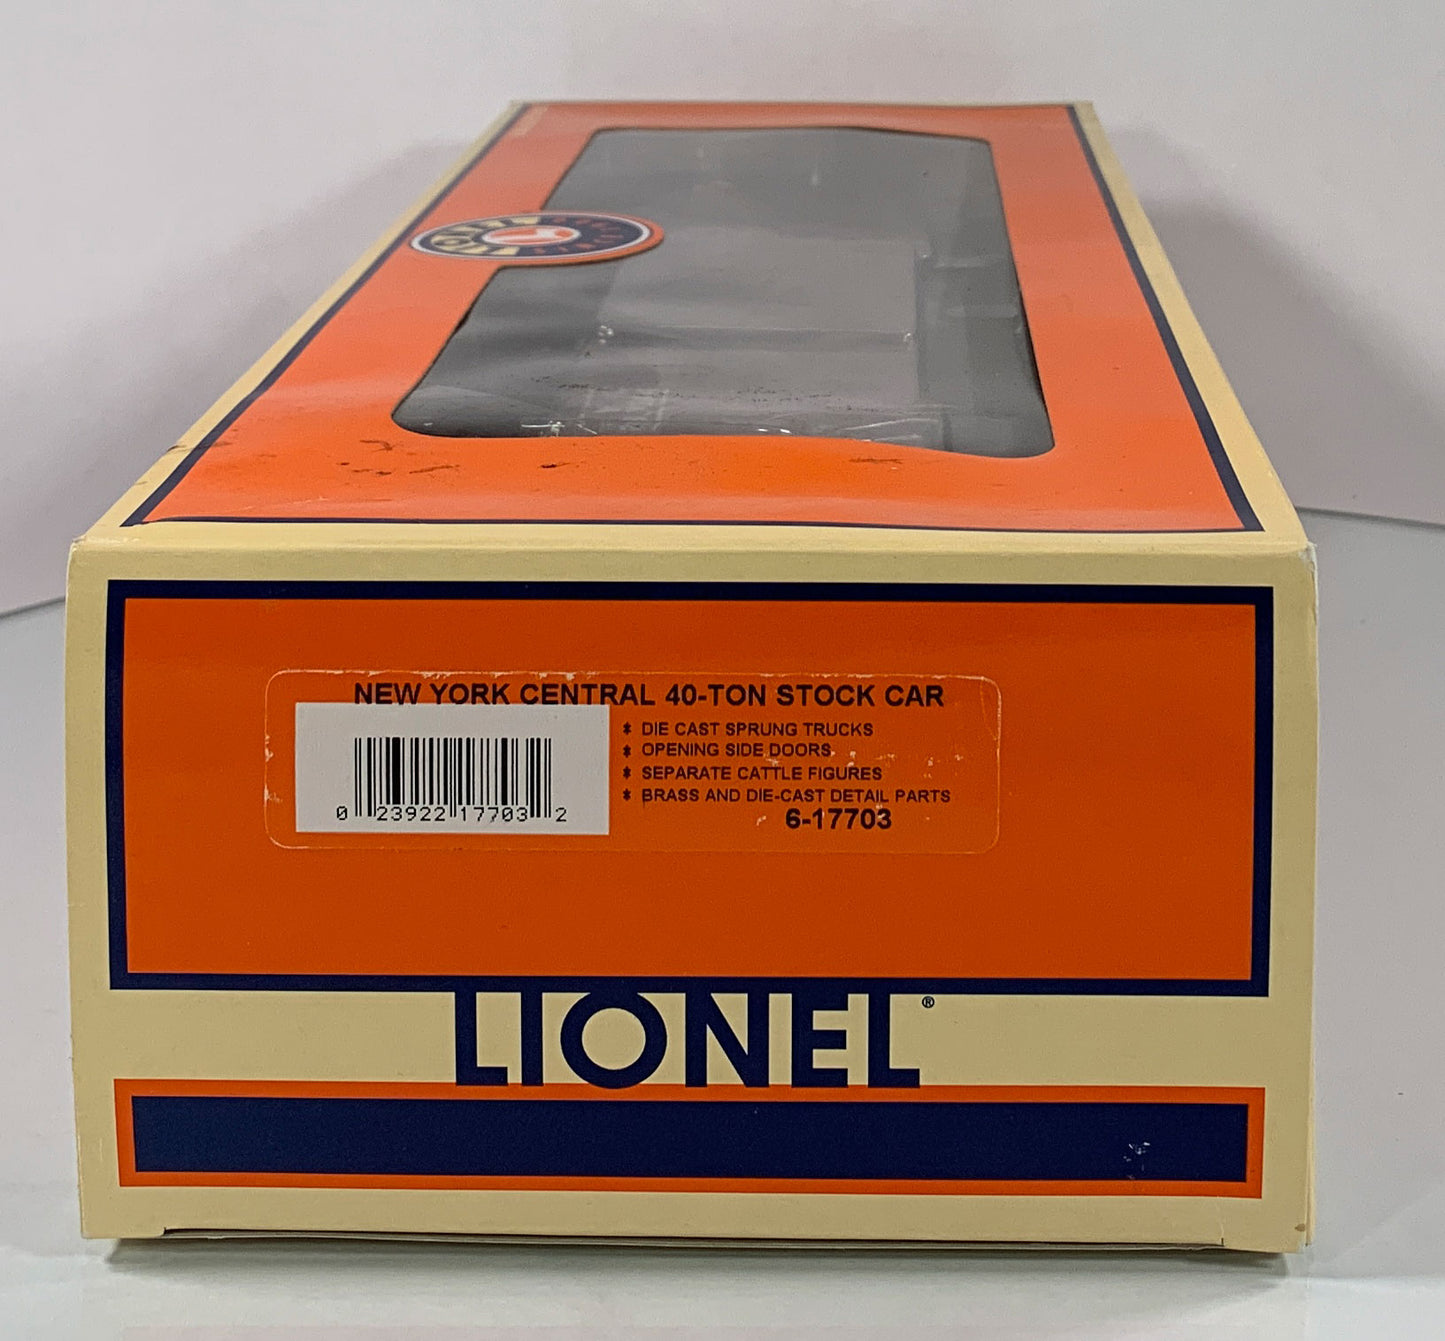 NEW YORK CENTRAL 40-TON STOCK CAR
* DIE CAST SPRUNG TRUCKS
* OPENING SIDE DOORS
* SEPARATE CATTLE FIGURES
* BRASS AND DIE-CAST DETAIL PARTS
6-17703
0 23922 17703 2
LIONEL®